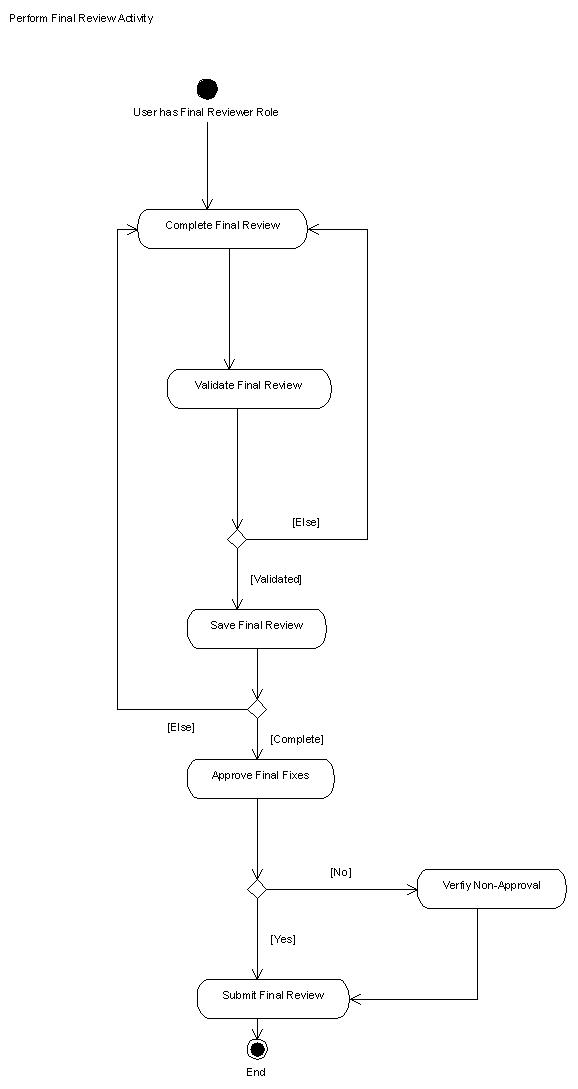 Perform Final Review Activity
User has Final Reviewer Role
Complete Final Review
Validate Final Review
[Else]
[Validated]
Save Final Review
[Else]
[Complete]
Approve Final Fixes
[No]
Verfiy Non-Approval
[Yes]
Submit Final Review
End